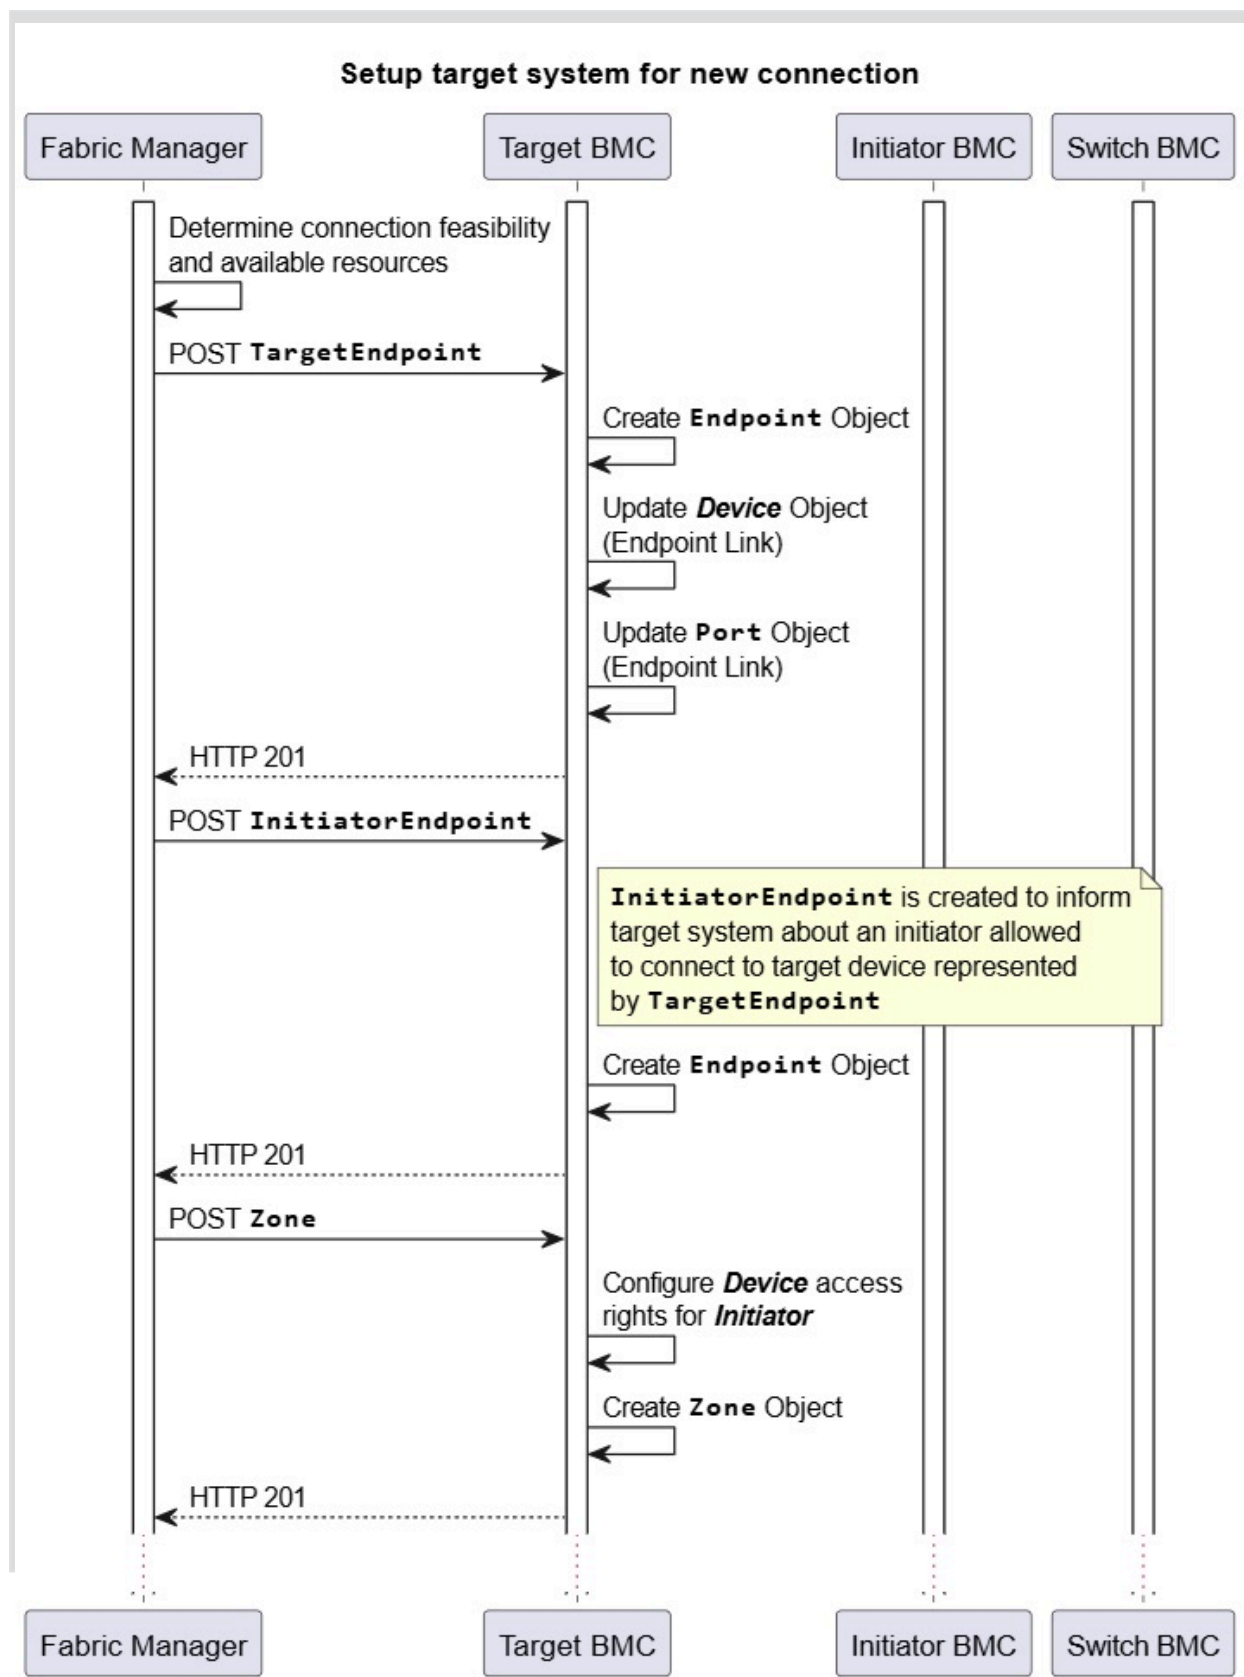 Setup target system for new connection
Fabric Manager
Target BMC
Initiator BMC
Switch BMC
Determine connection feasibility
and available resources
POST TargetEndpoint
Create Endpoint Object
Update Device Object
(Endpoint Link)
Update Port Object
(Endpoint Link)
HTTP 201
POST InitiatorEndpoint
InitiatorEndpoint is created to inform
target system about an initiator allowed
to connect to target device represented
by TargetEndpoint
Create Endpoint Object
HTTP 201
POST Zone
Configure Device access
rights for Initiator
Create Zone Object
HTTP 201
Fabric Manager
Target BMC
Initiator BMC
Switch BMC